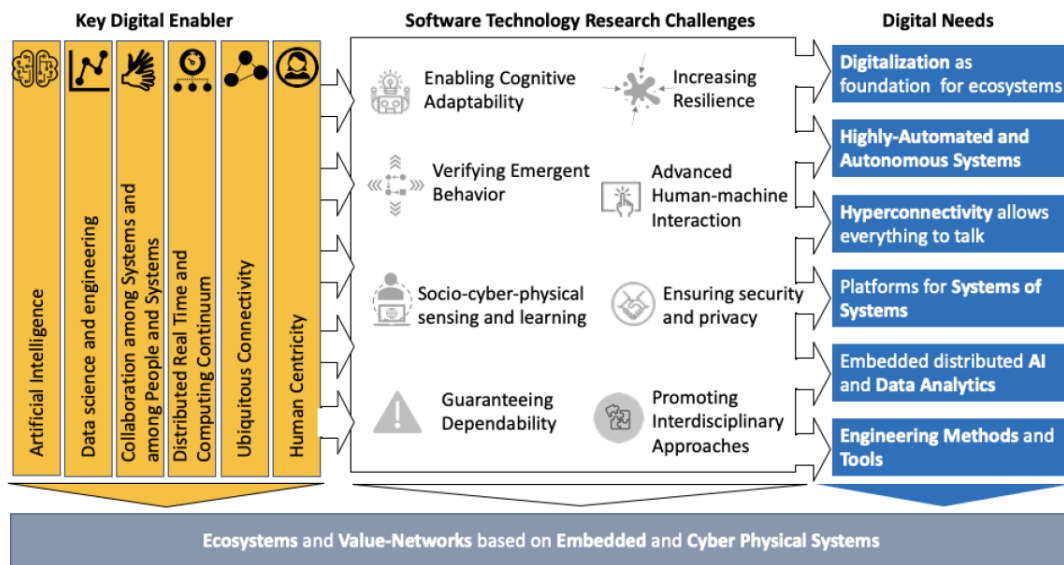 Key Digital Enabler
Software Technology Research Challenges
Digital Needs
Artificial Intelligence
Data science and engineering
Collaboration among Systems and
among People and Systems
Distributed Real Time and
Computing Continuum
Ubiquitous Connectivity
Human Centricity
Enabling Cognitive
Adaptability
Increasing
Resilience
Verifying Emergent
Behavior
Advanced
Human-machine
Interaction
Socio-cyber-physical
sensing and learning
Ensuring security
and privacy
Guaranteeing
Dependability
Promoting
Interdisciplinary
Approaches
Digitalization as
foundation for ecosystems
Highly-Automated and
Autonomous Systems
Hyperconnectivity allows
everything to talk
Platforms for Systems of
Systems
Embedded distributed AI
and Data Analytics
Engineering Methods and
Tools
Ecosystems and Value-Networks based on Embedded and Cyber Physical Systems